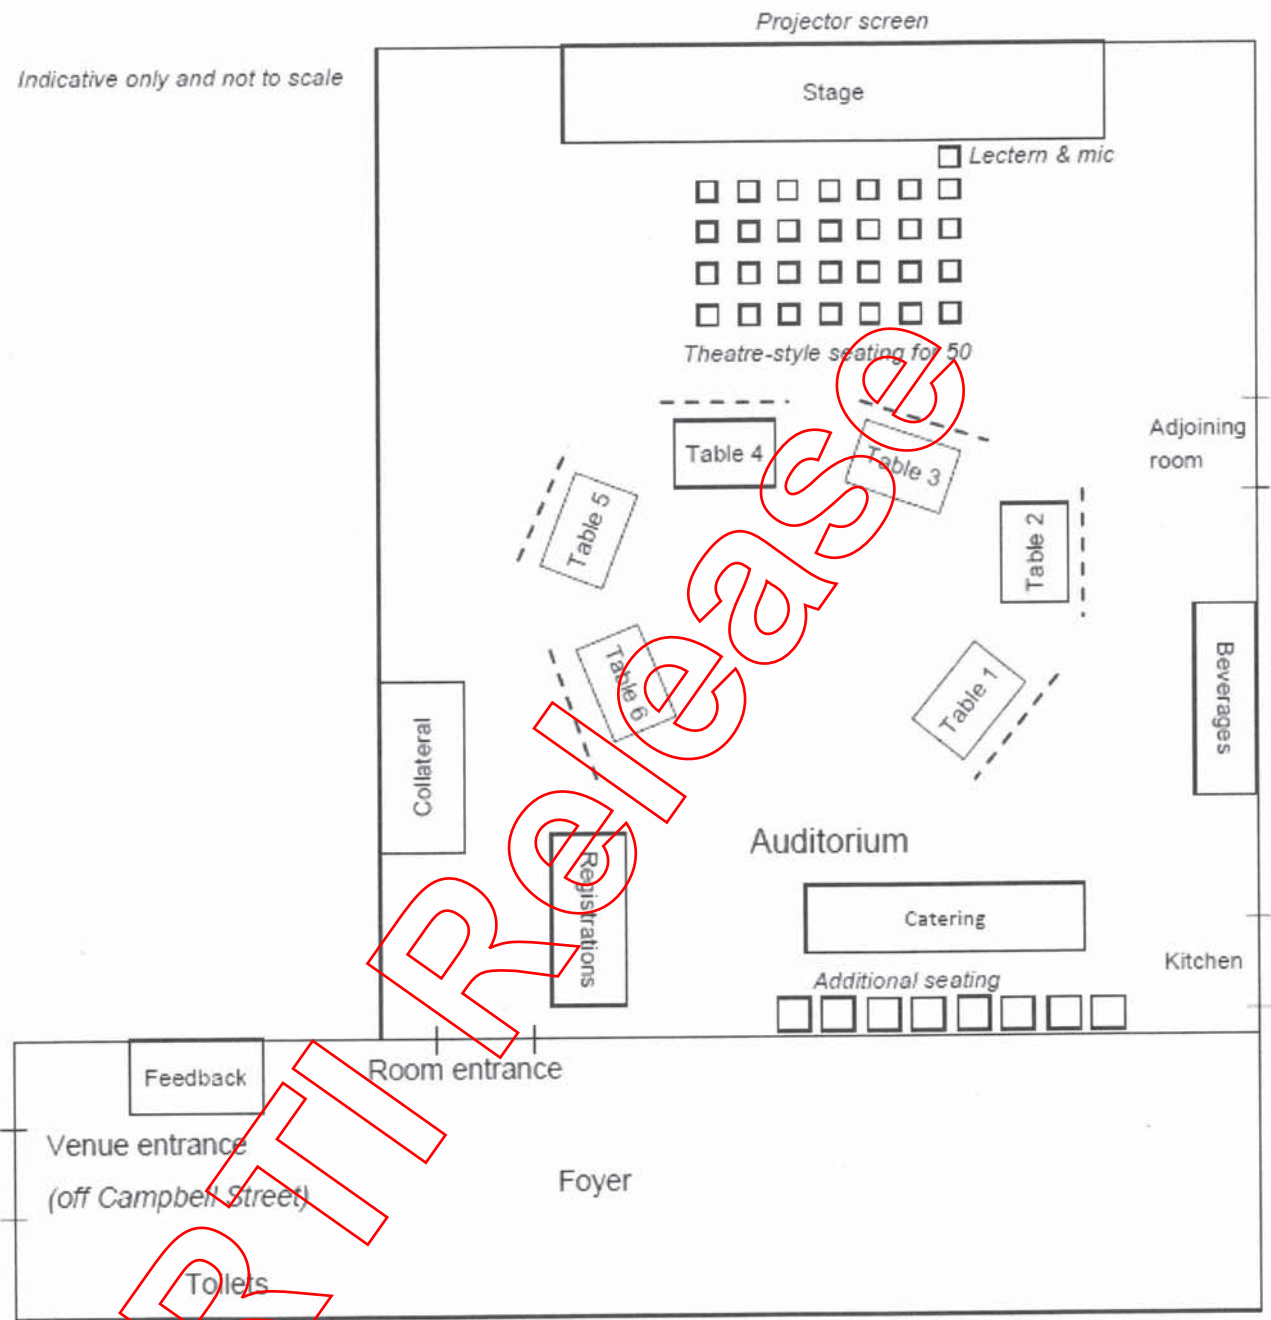 Projector screen
Indicative only and not to scale
Stage
Lectern & mic
Theatre-style seating for 50
Table 4
Table 3
Adjoining
room
Table 5
Table 2
Table 6
Table 1
Beverages
Collateral
Auditorium
Registrations
Catering
Kitchen
Additional seating
Feedback
Room entrance
Venue entrance
(off Campbell Street)
Foyer
Toilets
RTI Release